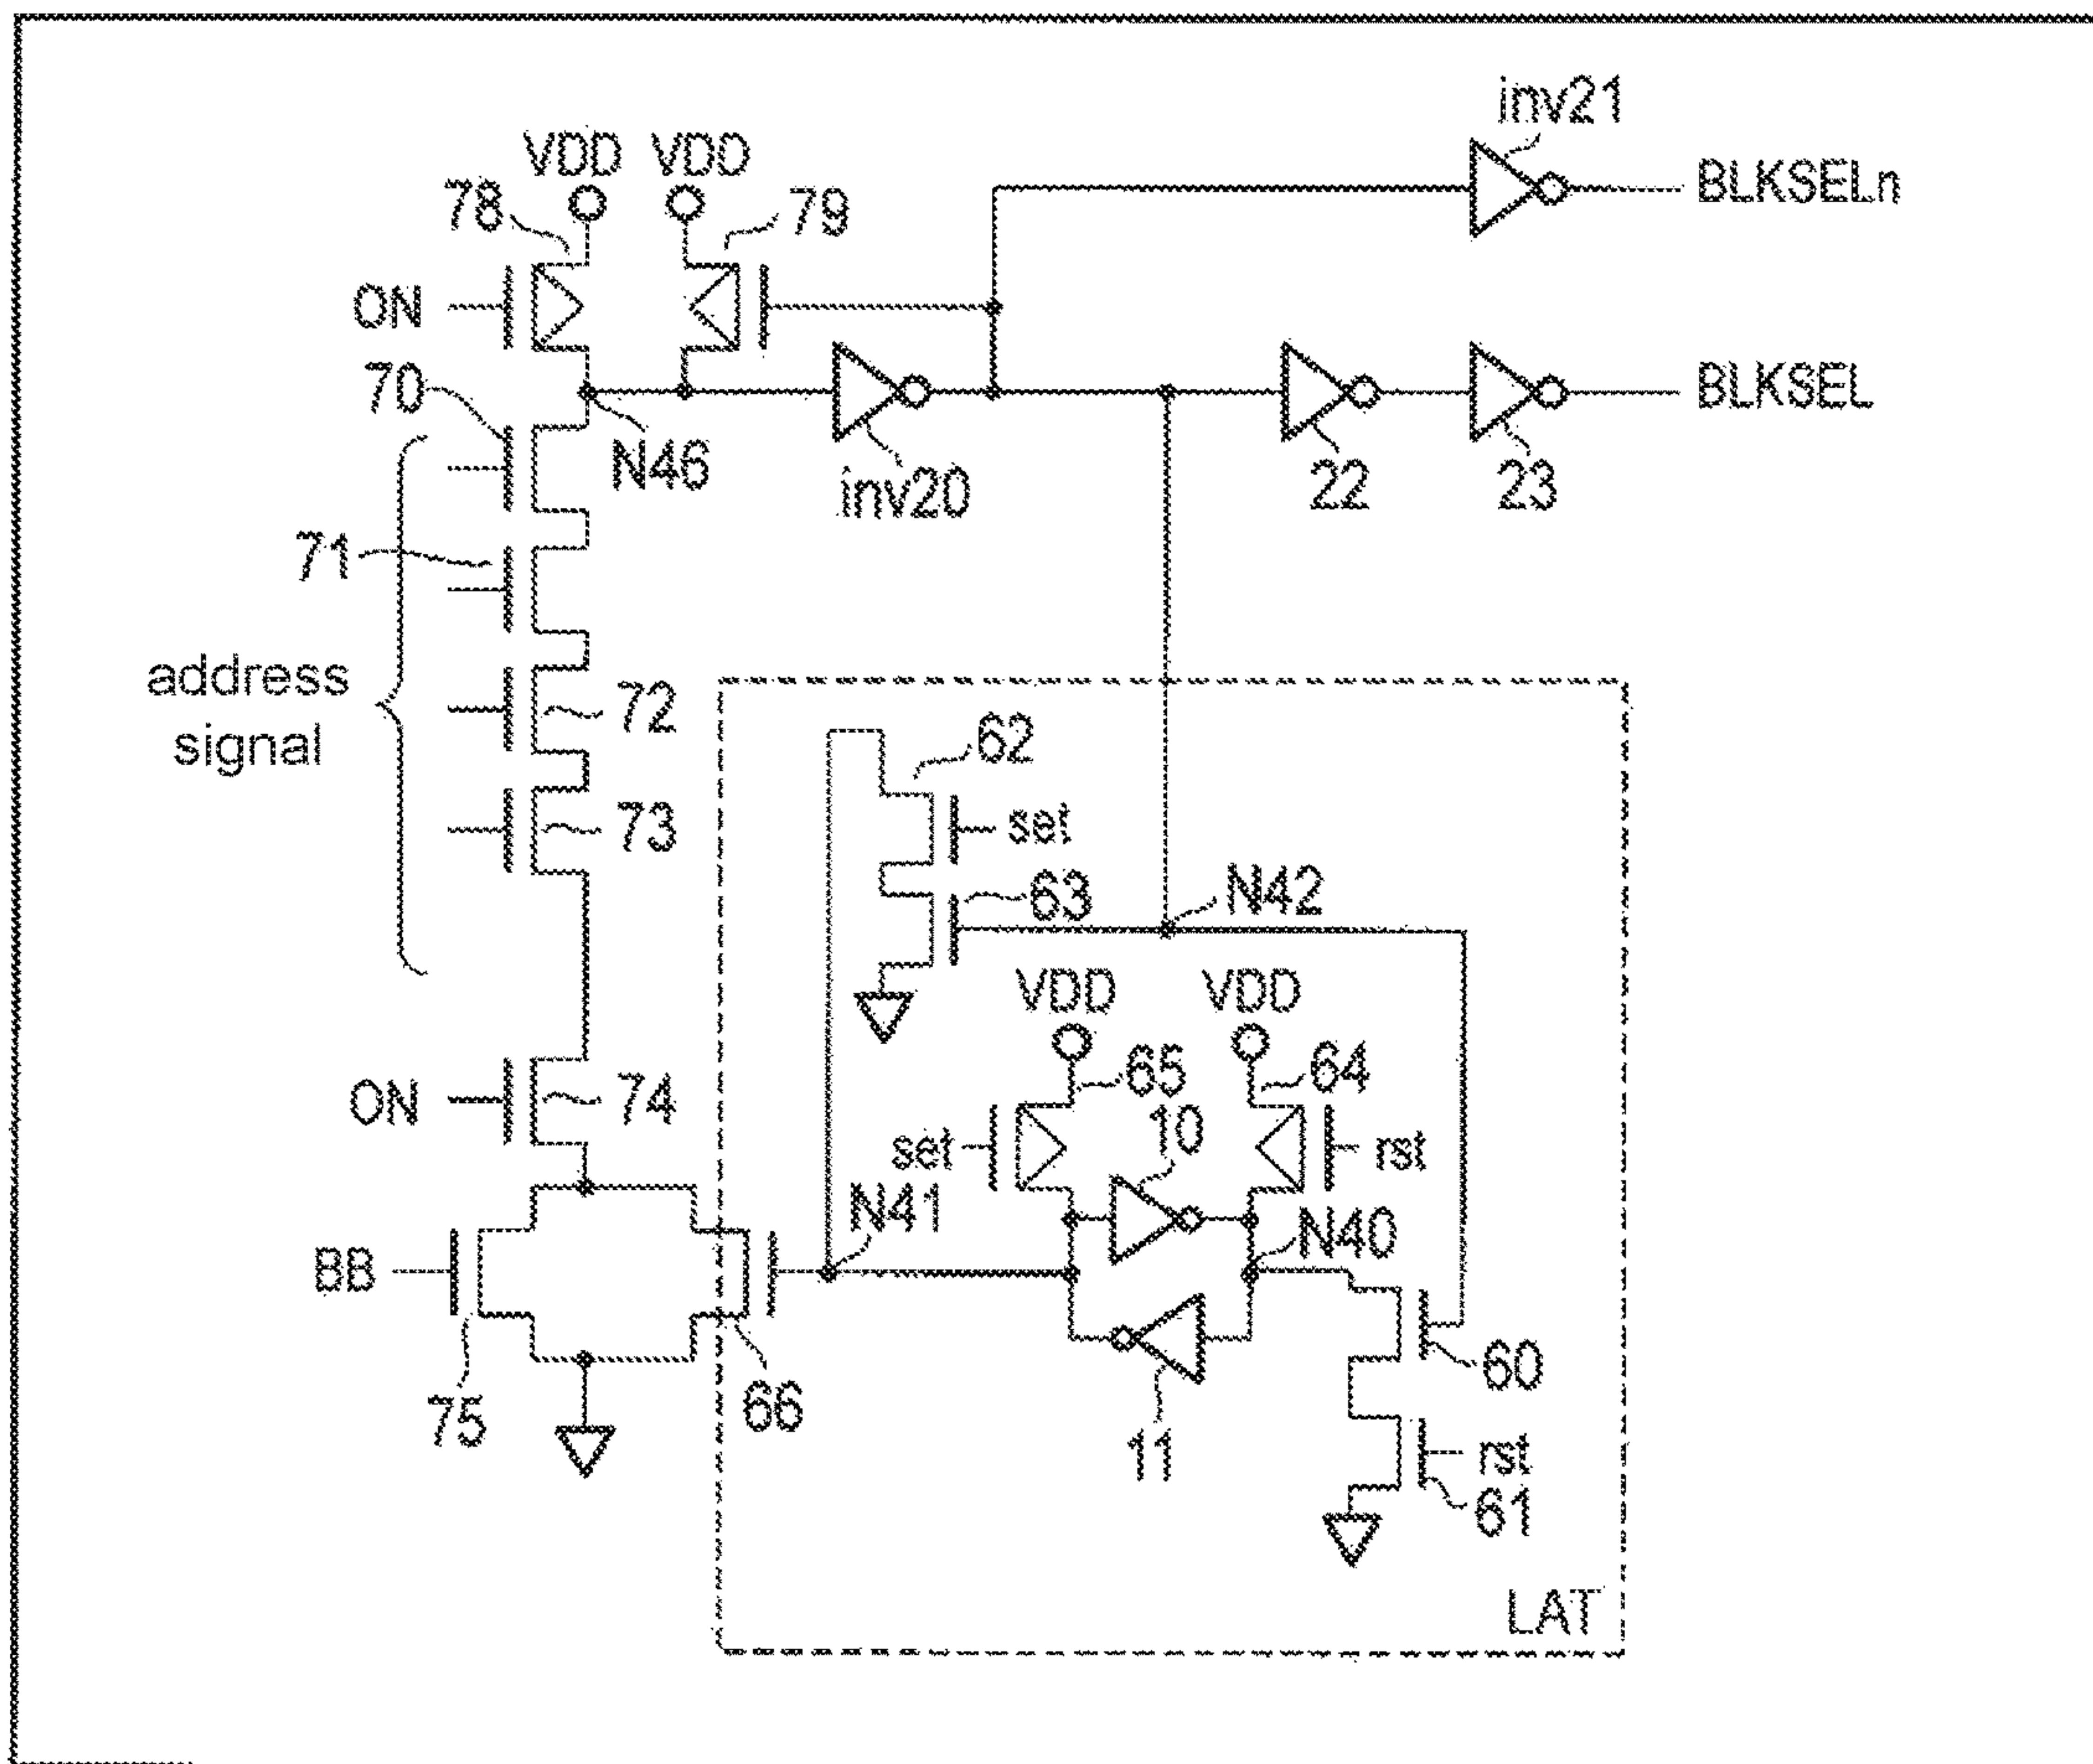 inv21
BLKSELn
VDD VDD
78
79
ON
70
N46
inv20
22
23
BLKSEL
71
address
signal
72
73
62
set
63
N42
VDD VDD
65
64
10
set
rst
ON
74
N41
N40
BB
75
66
11
60
rst
61
LAT